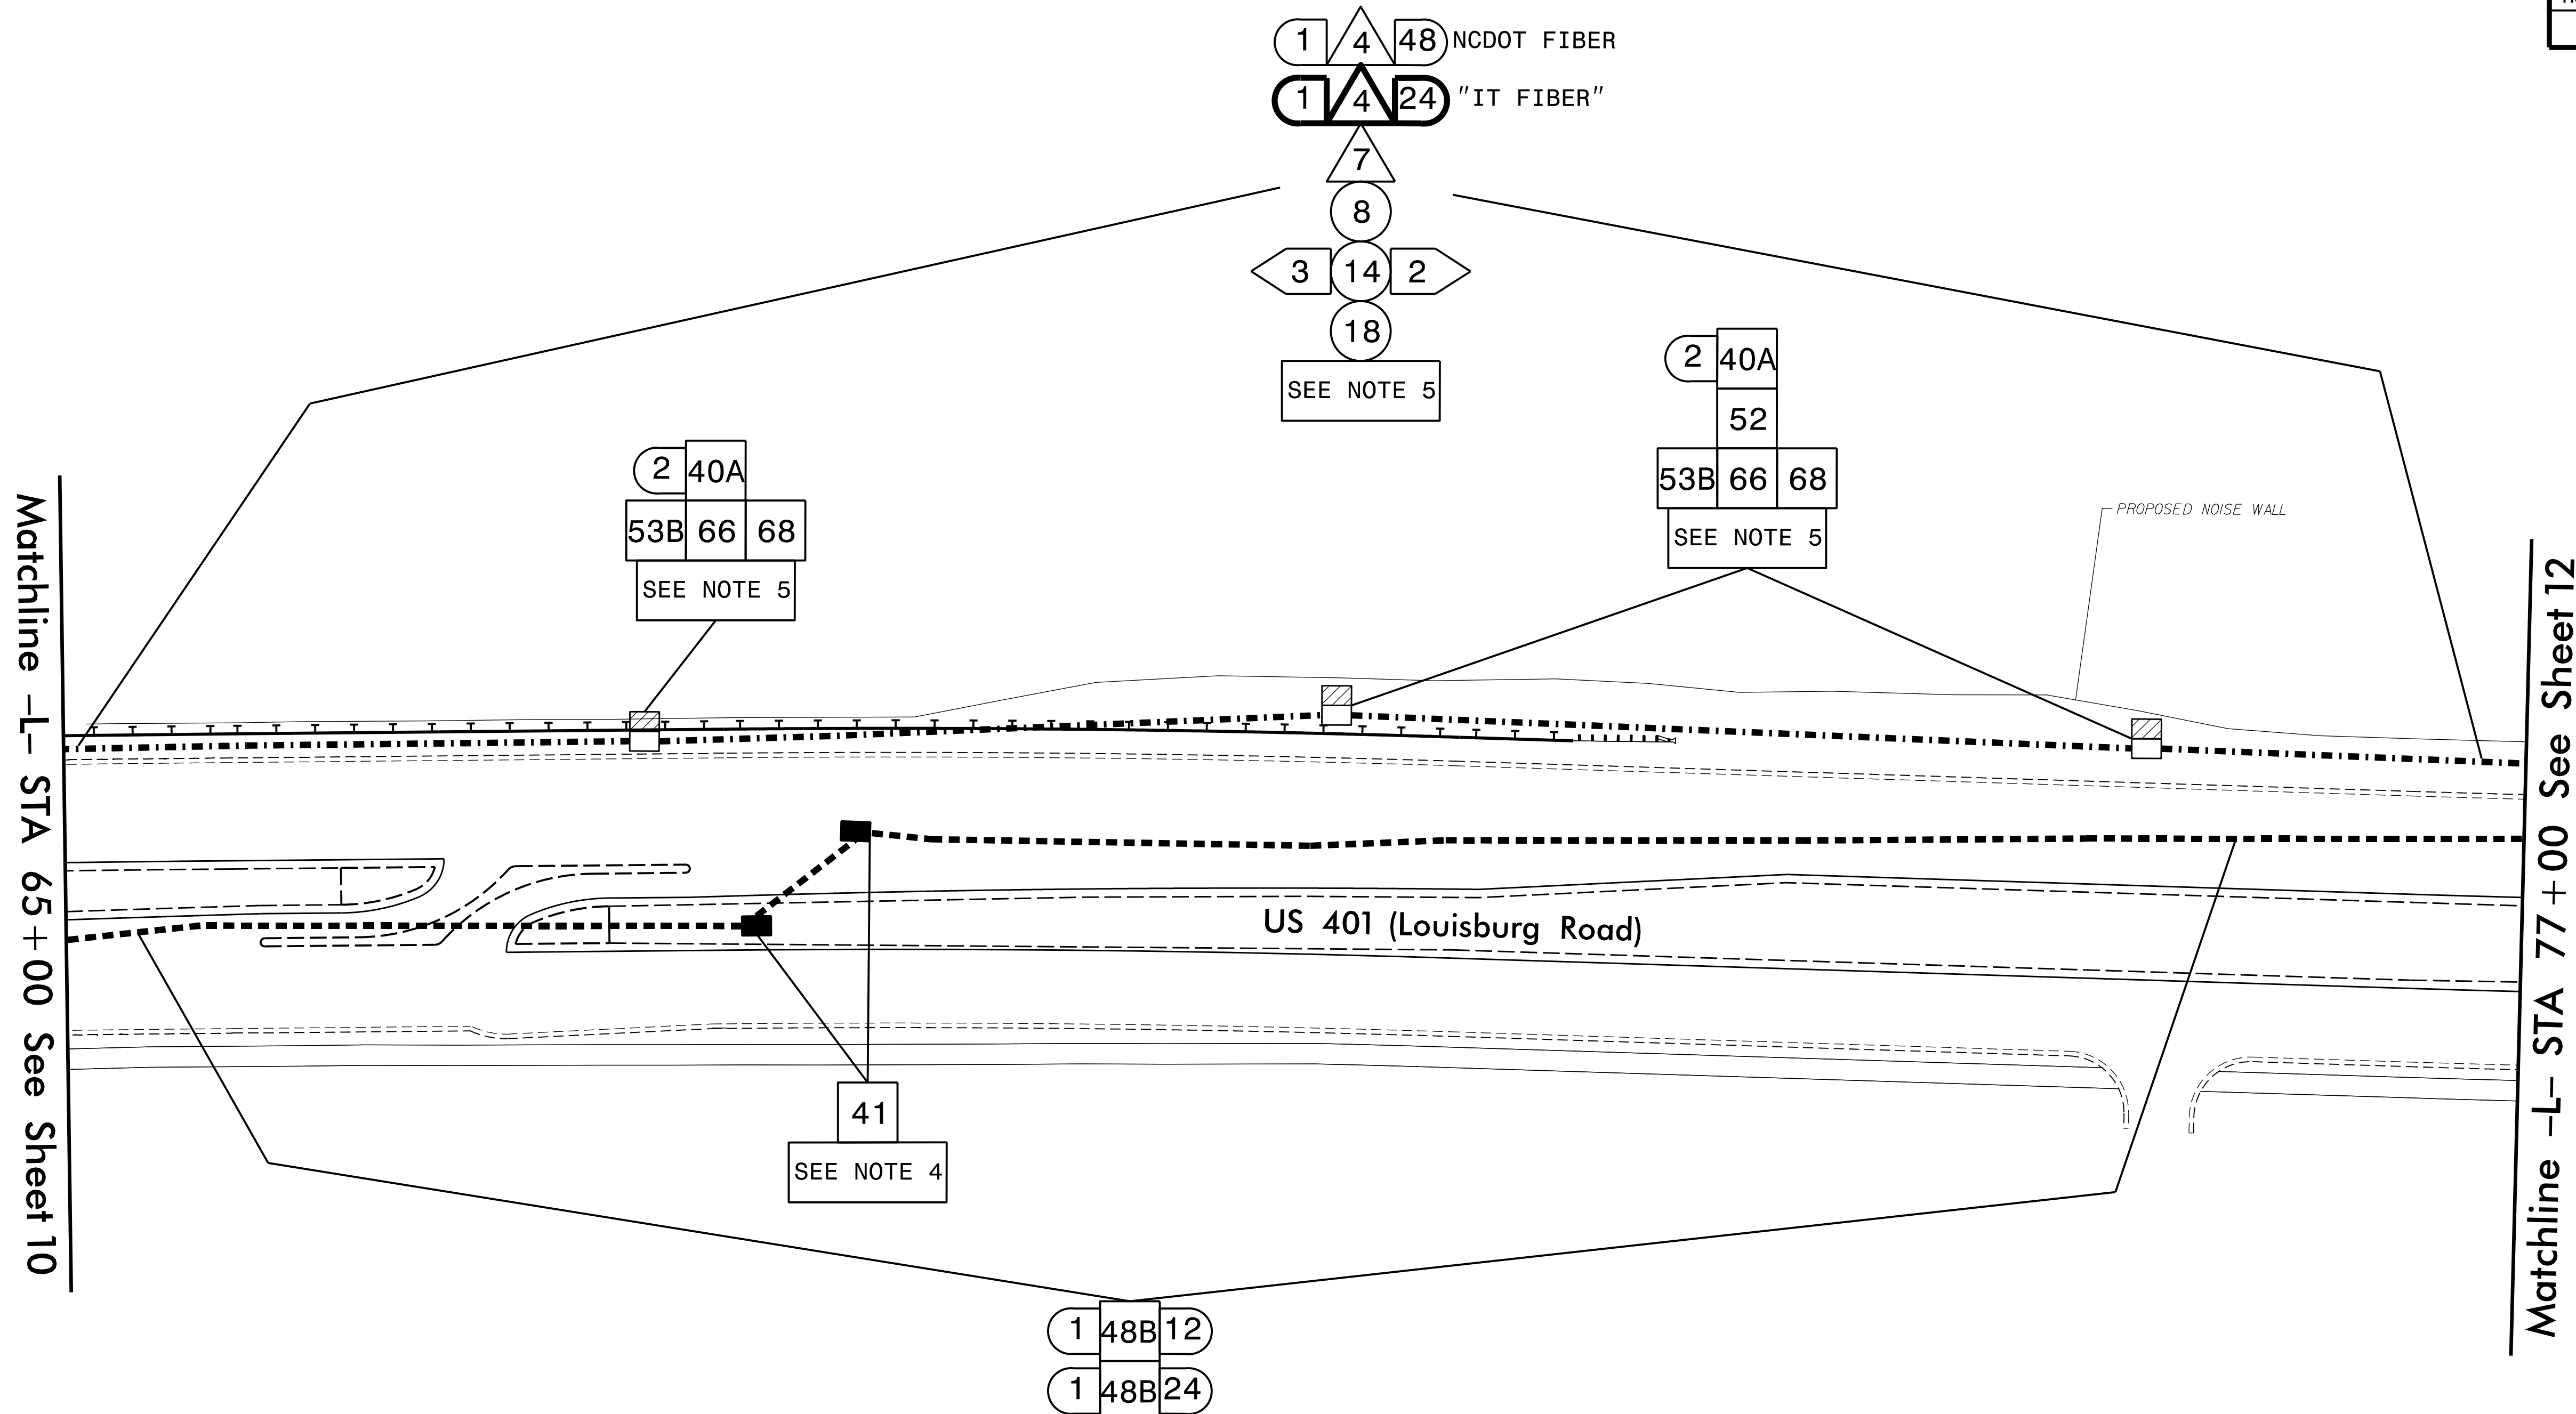 1 4 48 NCDOT FIBER
1 4 24 "IT FIBER"
7
8
3 14 2
18
SEE NOTE 5
2 40A
52
53B 66 68
SEE NOTE 5
2 40A
53B 66 68
SEE NOTE 5
PROPOSED NOISE WALL
Matchline -L- STA 65+00 See Sheet 10
Matchline -L- STA 77+00 See Sheet 12
US 401 (Louisburg Road)
41
SEE NOTE 4
1 48B 12
1 48B 24